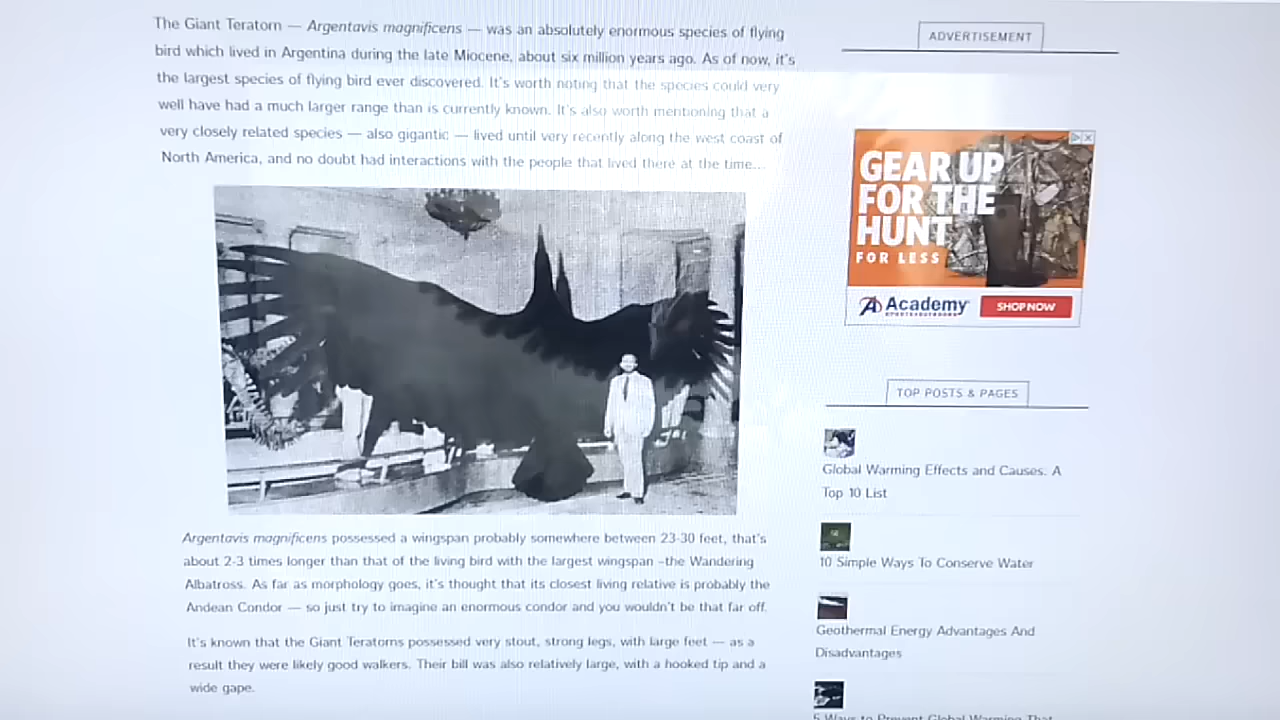 The Giant Teratorn — Argentavis magnificens — was an absolutely enormous species of flying
bird which lived in Argentina during the late Miocene, about six million years ago. As of now, it's
the largest species of flying bird ever discovered. It's worth noting that the species could very
well have had a much larger range than is currently known. It's also worth mentioning that a
very closely related species — also gigantic — lived until very recently along the west coast of
North America, and no doubt had interactions with the people that lived there at the time...
Argentavis magnificens possessed a wingspan probably somewhere between 23-30 feet, that's
about 2-3 times longer than that of the living bird with the largest wingspan –the Wandering
Albatross. As far as morphology goes, it's thought that its closest living relative is probably the
Andean Condor — so just try to imagine an enormous condor and you wouldn't be that far off.
It's known that the Giant Teratorns possessed very stout, strong legs, with large feet — as a
result they were likely good walkers. Their bill was also relatively large, with a hooked tip and a
wide gape.
ADVERTISEMENT
GEAR UP
FOR THE
HUNT
FOR LESS
Academy
SPORTS+OUTDOORS
SHOP NOW
TOP POSTS & PAGES
Global Warming Effects and Causes. A
Top 10 List
10 Simple Ways To Conserve Water
Geothermal Energy Advantages And
Disadvantages
5 Ways to Prevent Global Warming That